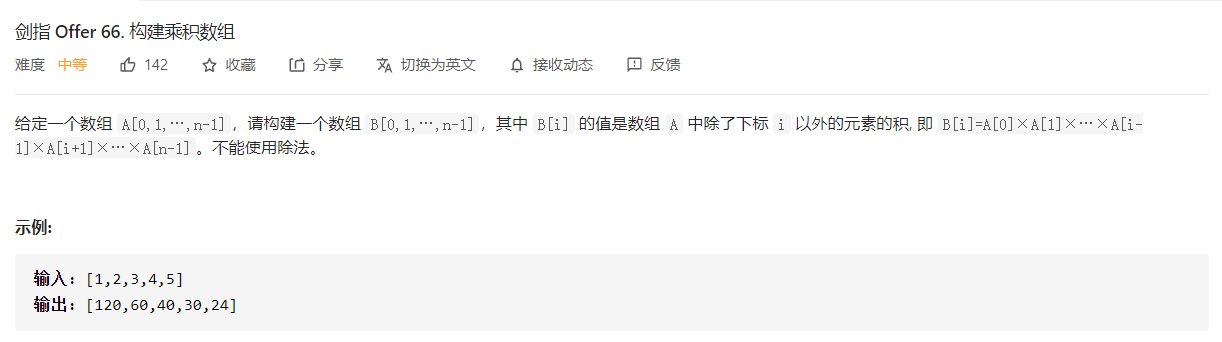 剑指 Offer 66. 构建乘积数组
难度 中等 142 收藏 分享 切换为英文 接收动态 反馈
给定一个数组 A[0,1,…,n-1]，请构建一个数组 B[0,1,…,n-1]，其中 B[i] 的值是数组 A 中除了下标 i 以外的元素的积, 即 B[i]=A[0]×A[1]×…×A[i-
1]×A[i+1]×…×A[n-1]。不能使用除法。
示例:
输入：[1,2,3,4,5]
输出：[120,60,40,30,24]